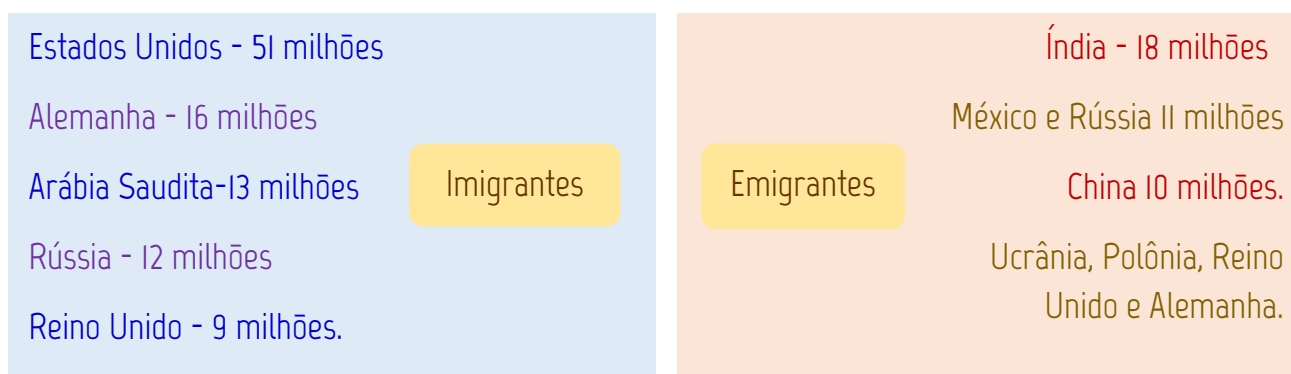 Estados Unidos - 51 milhões
Alemanha - 16 milhões
Arábia Saudita-13 milhões
Rússia - 12 milhões
Reino Unido - 9 milhões.
Imigrantes
Emigrantes
Índia - 18 milhões
México e Rússia 11 milhões
China 10 milhões.
Ucrânia, Polônia, Reino
Unido e Alemanha.